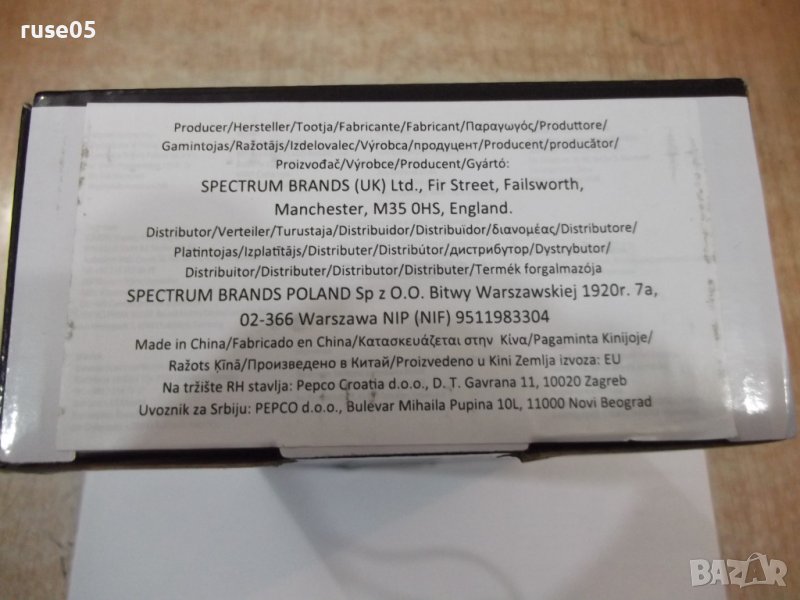 ruse05
Producer/Hersteller/Tootja/Fabricante/Fabricant/Παραγωγός/Produttore/
Gamintojas/Ražotājs/Izdelovalec/Výrobca/продуцент/Producent/producător/
Proizvođač/Výrobce/Producent/Gyártó:
SPECTRUM BRANDS (UK) Ltd., Fir Street, Failsworth,
Manchester, M35 0HS, England.
Distributor/Verteiler/Turustaja/Distribuidor/Distribuïdor/διανομέας/Distributore/
Platintojas/Izplatītājs/Distributer/Distribútor/дистрибутор/Dystrybutor/
Distribuitor/Distributer/Distributor/Distributer/Termék forgalmazója
SPECTRUM BRANDS POLAND Sp z O.O. Bitwy Warszawskiej 1920r. 7a,
02-366 Warszawa NIP (NIF) 9511983304
Made in China/Fabricado en China/Κατασκευάζεται στην Κίνα/Pagaminta Kinijoje/
Ražots Ķīnā/Произведено в Китай/Proizvedeno u Kini Zemlja izvoza: EU
Na tržište RH stavlja: Pepco Croatia d.o.o., D. T. Gavrana 11, 10020 Zagreb
Uvoznik za Srbiju: PEPCO d.o.o., Bulevar Mihaila Pupina 10L, 11000 Novi Beograd
BAZAR